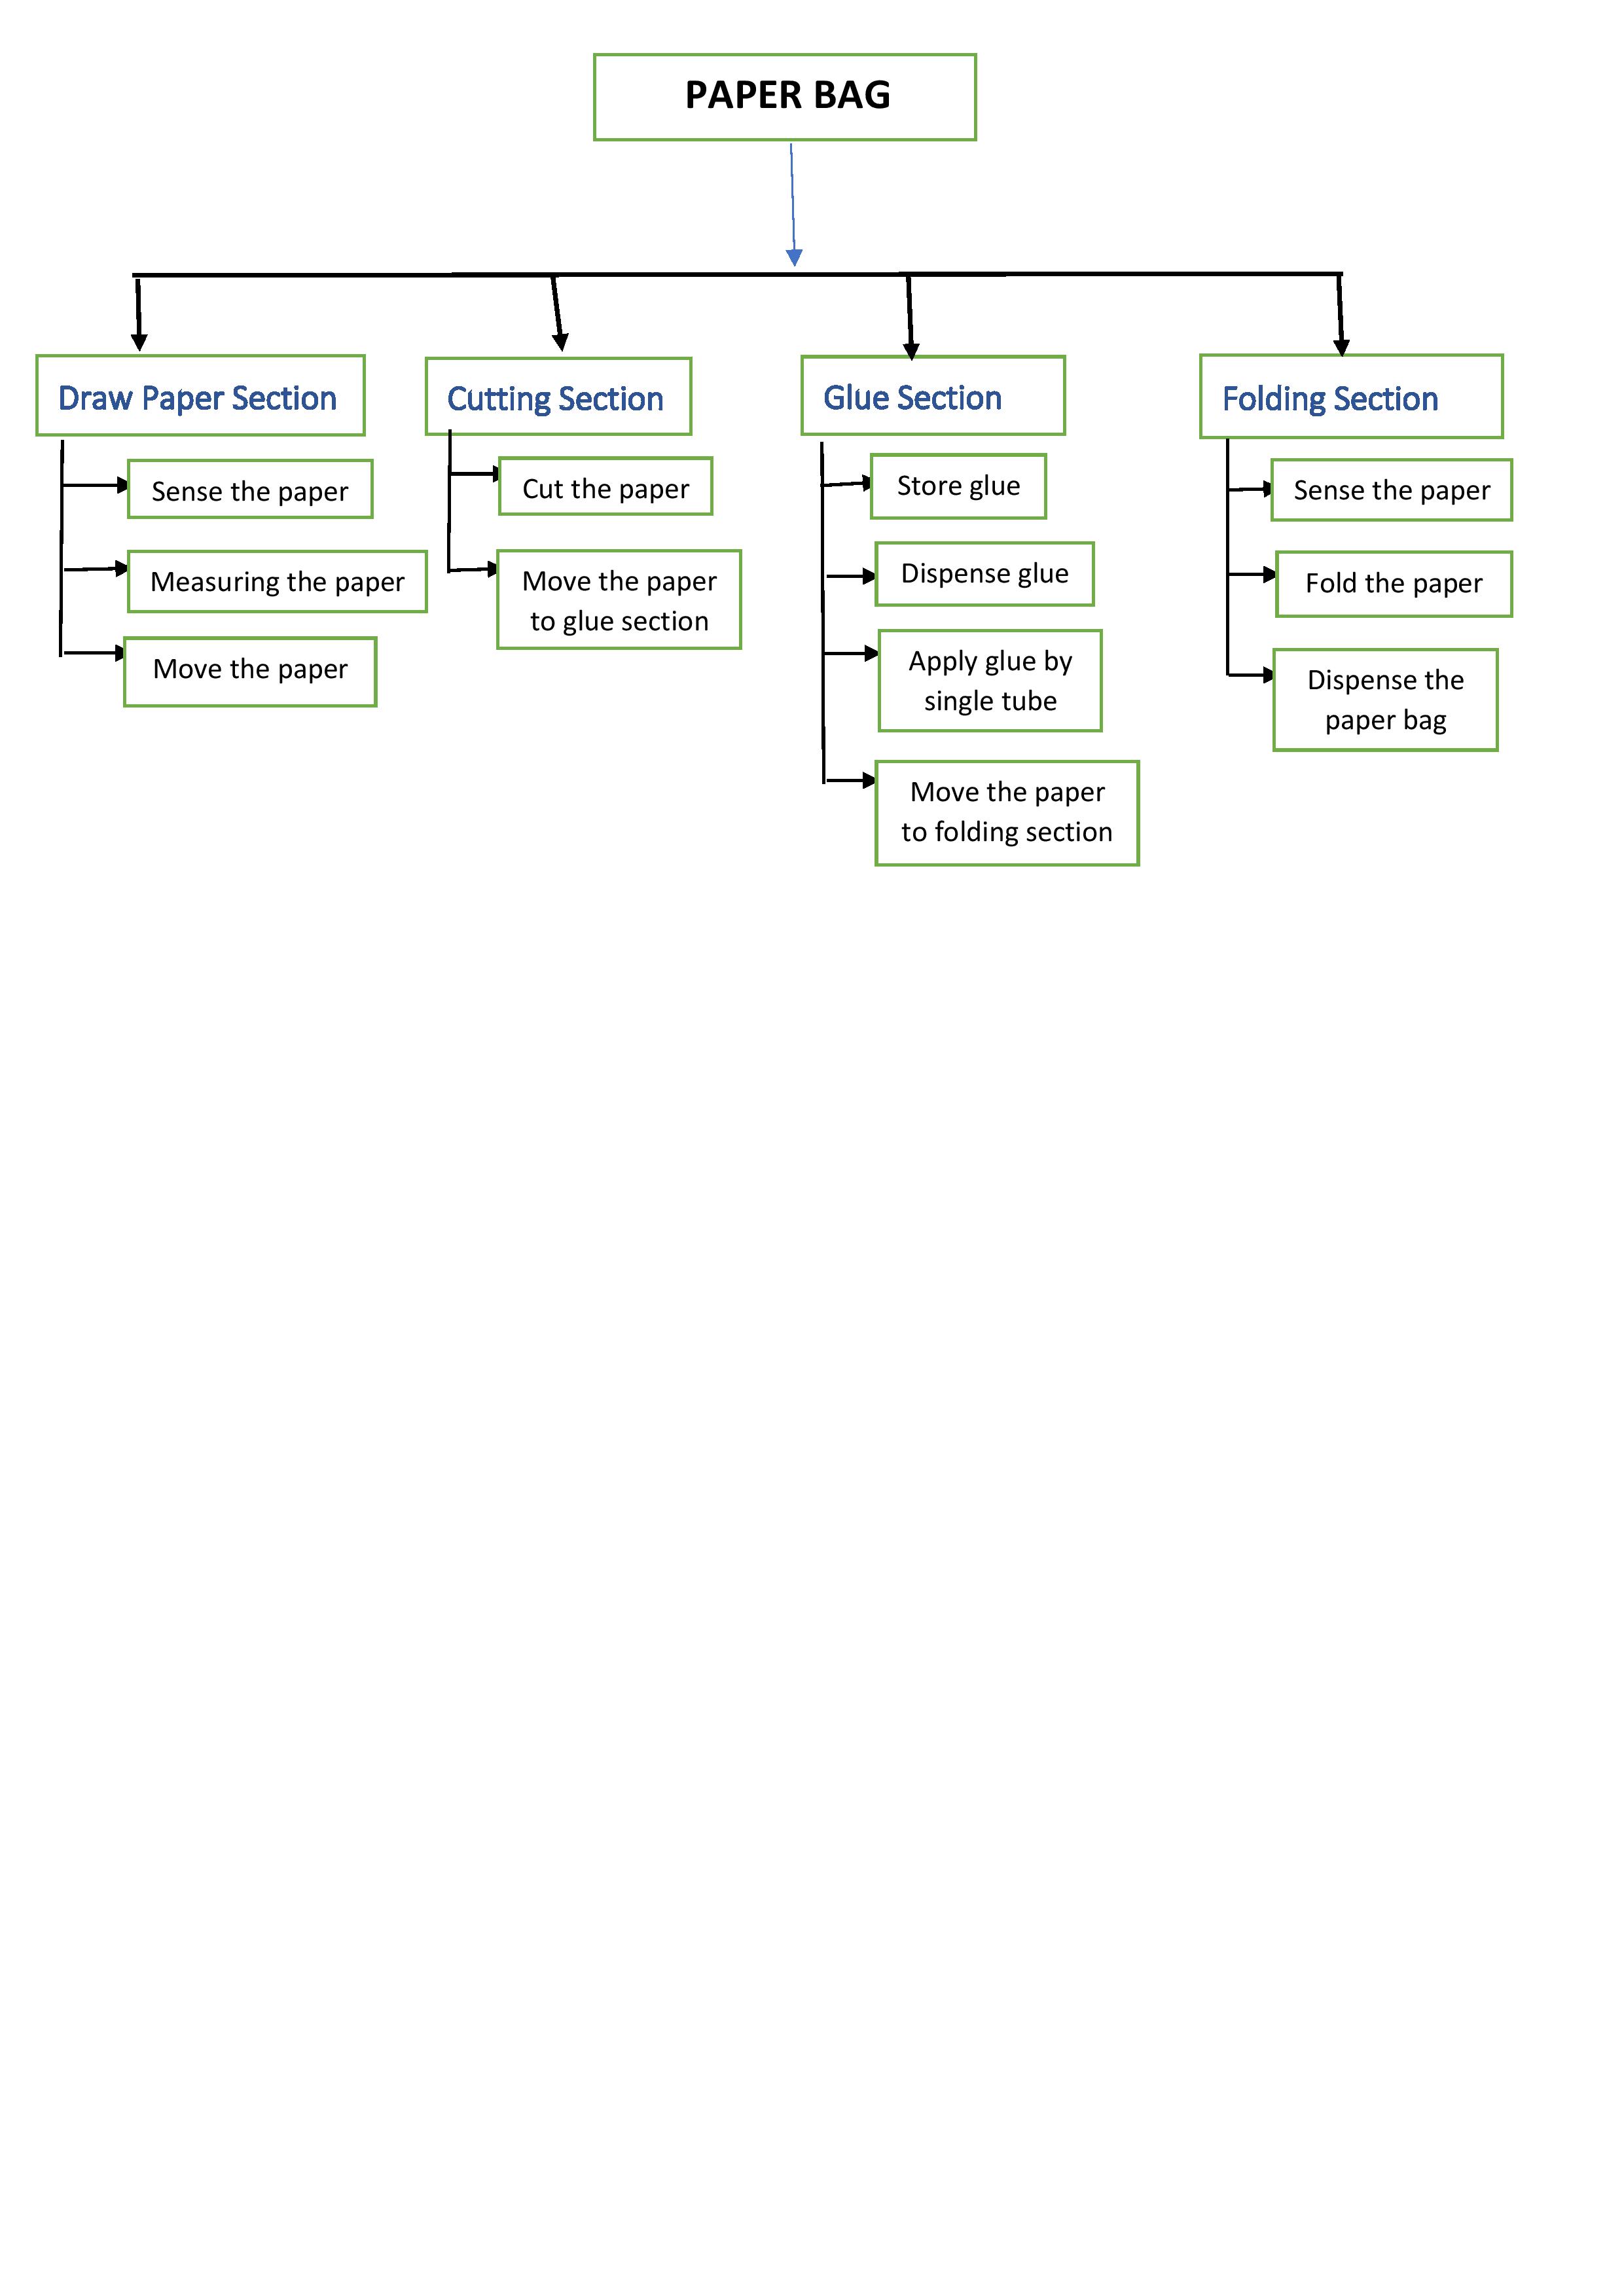 PAPER BAG
Draw Paper Section
Sense the paper
Measuring the paper
Move the paper
Cutting Section
Cut the paper
Move the paper
to glue section
Glue Section
Store glue
Dispense glue
Apply glue by
single tube
Move the paper
to folding section
Folding Section
Sense the paper
Fold the paper
Dispense the
paper bag